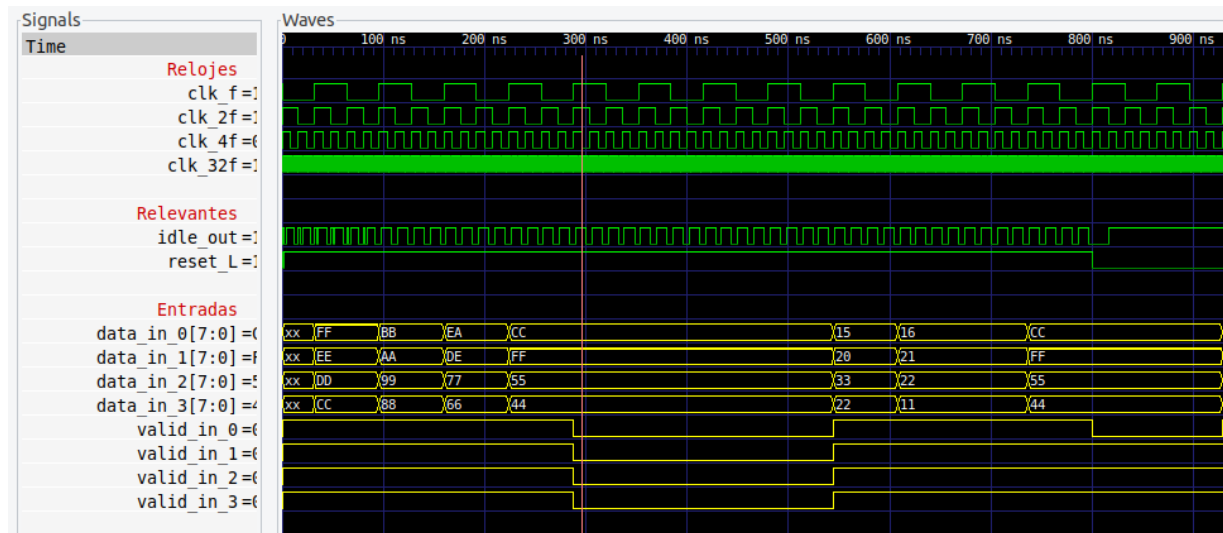 Signals Waves
Time 0 100 ns 200 ns 300 ns 400 ns 500 ns 600 ns 700 ns 800 ns 900 ns
Relojes
clk_f =1
clk_2f =1
clk_4f =0
clk_32f =1
Relevantes
idle_out =1
reset_L =1
Entradas
data_in_0[7:0] =C xx FF BB EA CC 15 16 CC
data_in_1[7:0] =F xx EE AA DE FF 20 21 FF
data_in_2[7:0] =5 xx DD 99 77 55 33 22 55
data_in_3[7:0] =4 xx CC 88 66 44 22 11 44
valid_in_0 =0
valid_in_1 =0
valid_in_2 =0
valid_in_3 =0